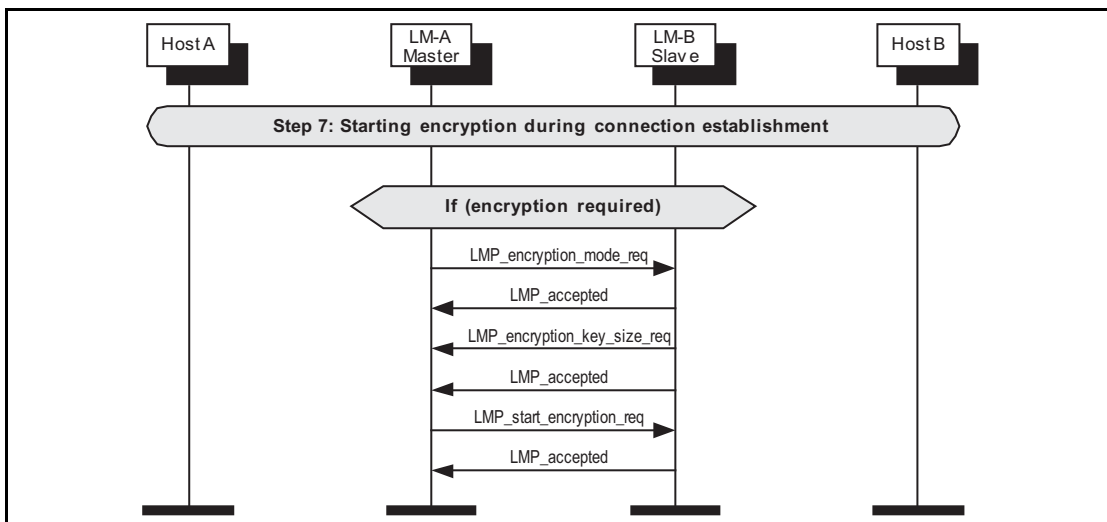 Host A
LM-A
Master
LM-B
Slave
Host B
Step 7: Starting encryption during connection establishment
If (encryption required)
LMP_encryption_mode_req
LMP_accepted
LMP_encryption_key_size_req
LMP_accepted
LMP_start_encryption_req
LMP_accepted